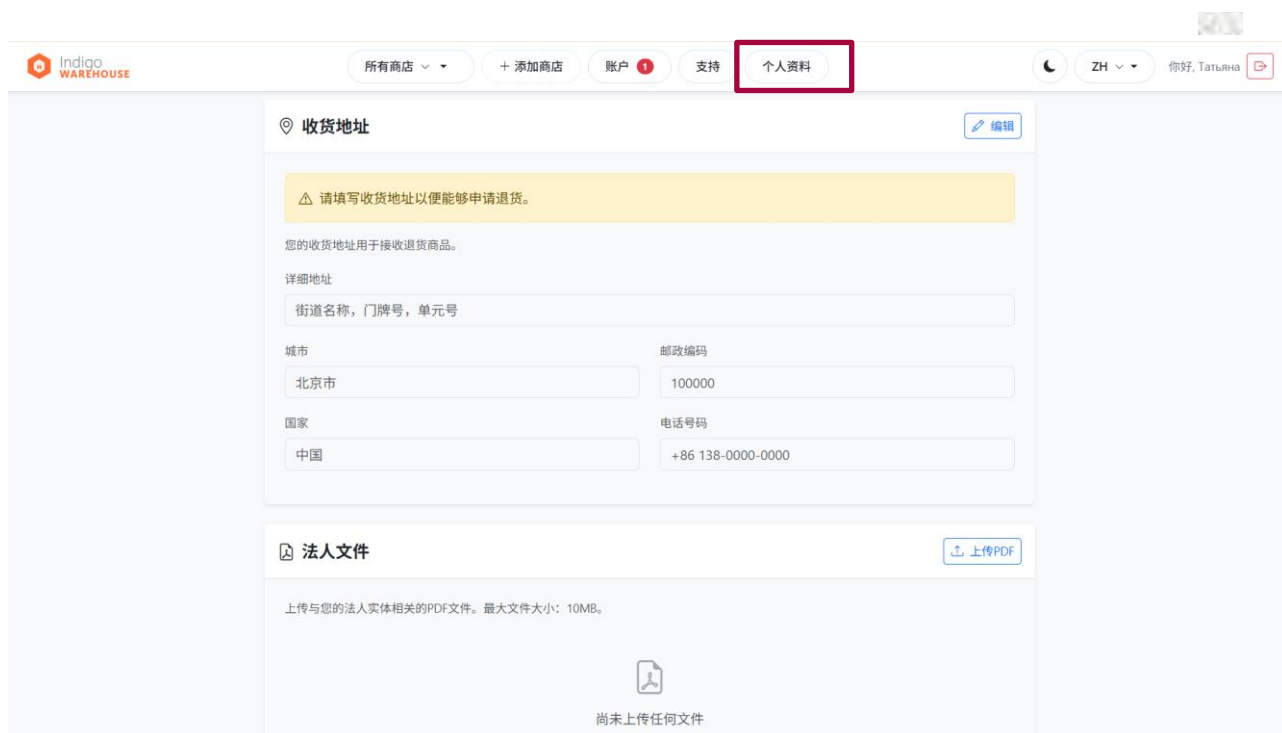 Indigo
WAREHOUSE
所有商店
+ 添加商店
账户 1
支持
个人资料
ZH
你好, Татьяна
收货地址
编辑
请填写收货地址以便能够申请退货。
您的收货地址用于接收退货商品。
详细地址
街道名称，门牌号，单元号
城市
邮政编码
北京市
100000
国家
电话号码
中国
+86 138-0000-0000
法人文件
上传PDF
上传与您的法人实体相关的PDF文件。最大文件大小：10MB。
尚未上传任何文件